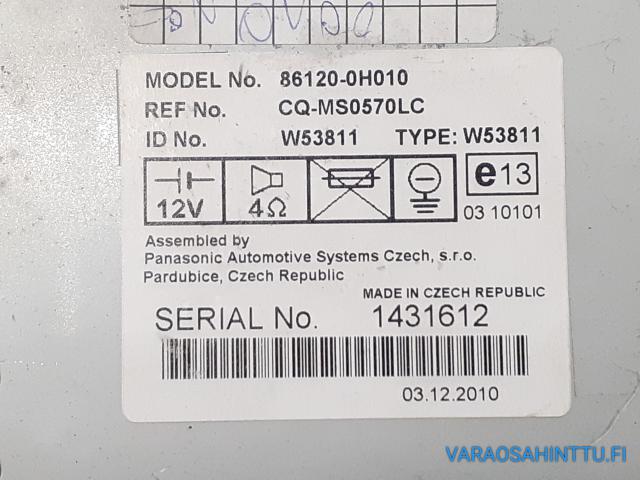 MODEL No. 86120-0H010
REF No. CQ-MS0570LC
ID No. W53811 TYPE: W53811
12V 4Ω e13
03 10101
Assembled by
Panasonic Automotive Systems Czech, s.r.o.
Pardubice, Czech Republic
MADE IN CZECH REPUBLIC
SERIAL No. 1431612
03.12.2010
VARAOSAHINTTU.FI